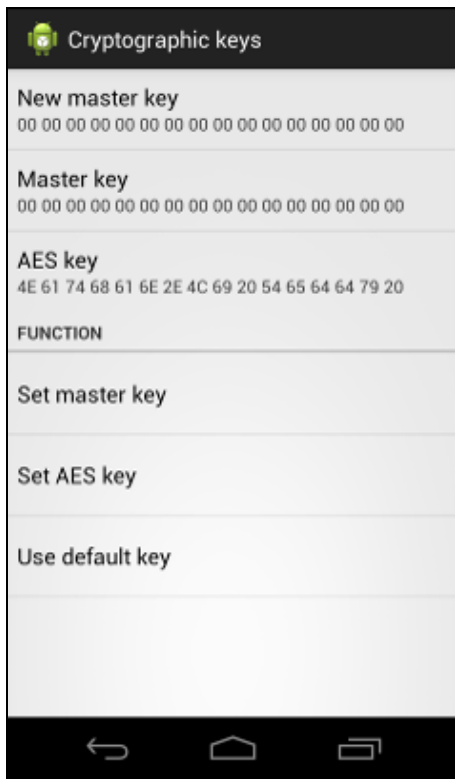 Cryptographic keys
New master key
00 00 00 00 00 00 00 00 00 00 00 00 00 00 00 00
Master key
00 00 00 00 00 00 00 00 00 00 00 00 00 00 00 00
AES key
4E 61 74 68 61 6E 2E 4C 69 20 54 65 64 64 79 20
FUNCTION
Set master key
Set AES key
Use default key